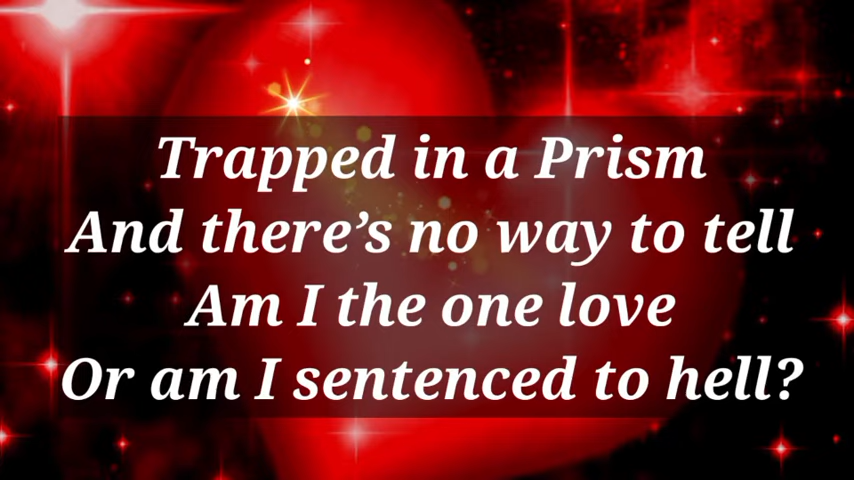 Trapped in a Prism
And there’s no way to tell
Am I the one love
Or am I sentenced to hell?